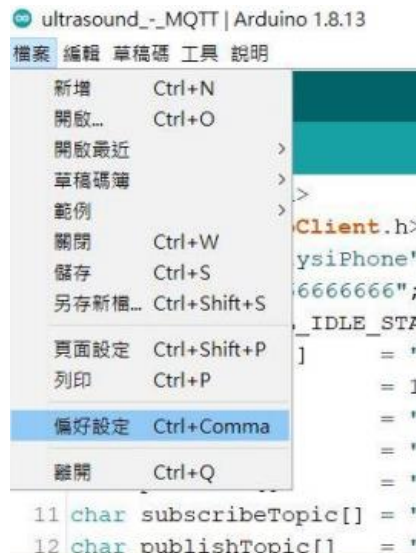 ultrasound_-_MQTT | Arduino 1.8.13
檔案 編輯 草稿碼 工具 說明
新增 Ctrl+N
開啟... Ctrl+O
開啟最近 >
草稿碼簿 >
範例 >
關閉 Ctrl+W
儲存 Ctrl+S
另存新檔... Ctrl+Shift+S
頁面設定 Ctrl+Shift+P
列印 Ctrl+P
偏好設定 Ctrl+Comma
離開 Ctrl+Q
>
Client.h>
ysiPhone"
6666666";
_IDLE_STA
] = "
= 1
= "
= "
= "
11 char subscribeTopic[] = "
12 char publishTopic[] = "